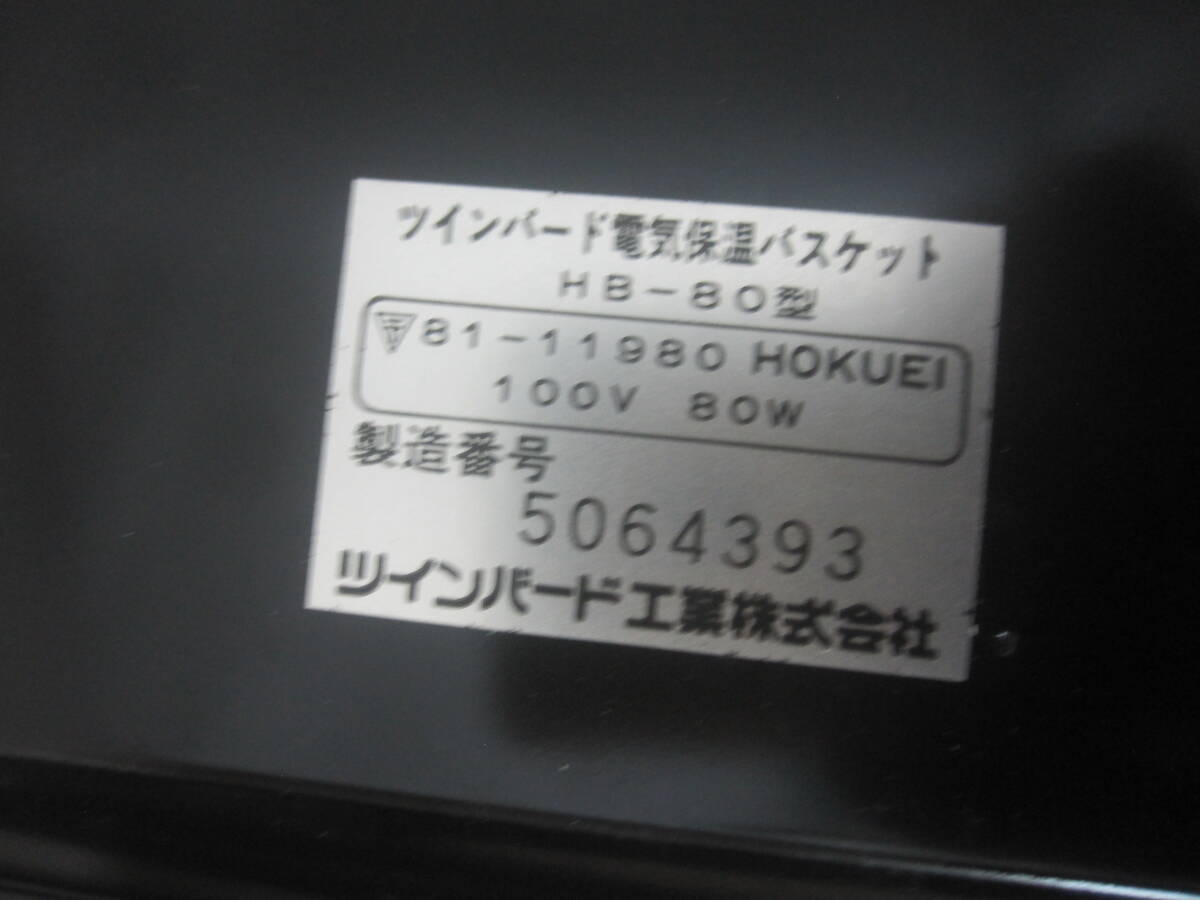 ツインバード電気保温バスケット
HB-80型
81-11980 HOKUEI
100V 80W
製造番号
5064393
ツインバード工業株式会社